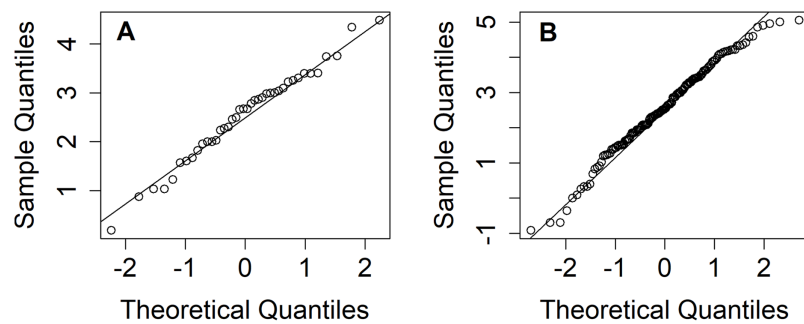 A
Sample Quantiles
4
3
2
1
-2 -1 0 1 2
Theoretical Quantiles
B
Sample Quantiles
5
3
1
-1
-2 -1 0 1 2
Theoretical Quantiles